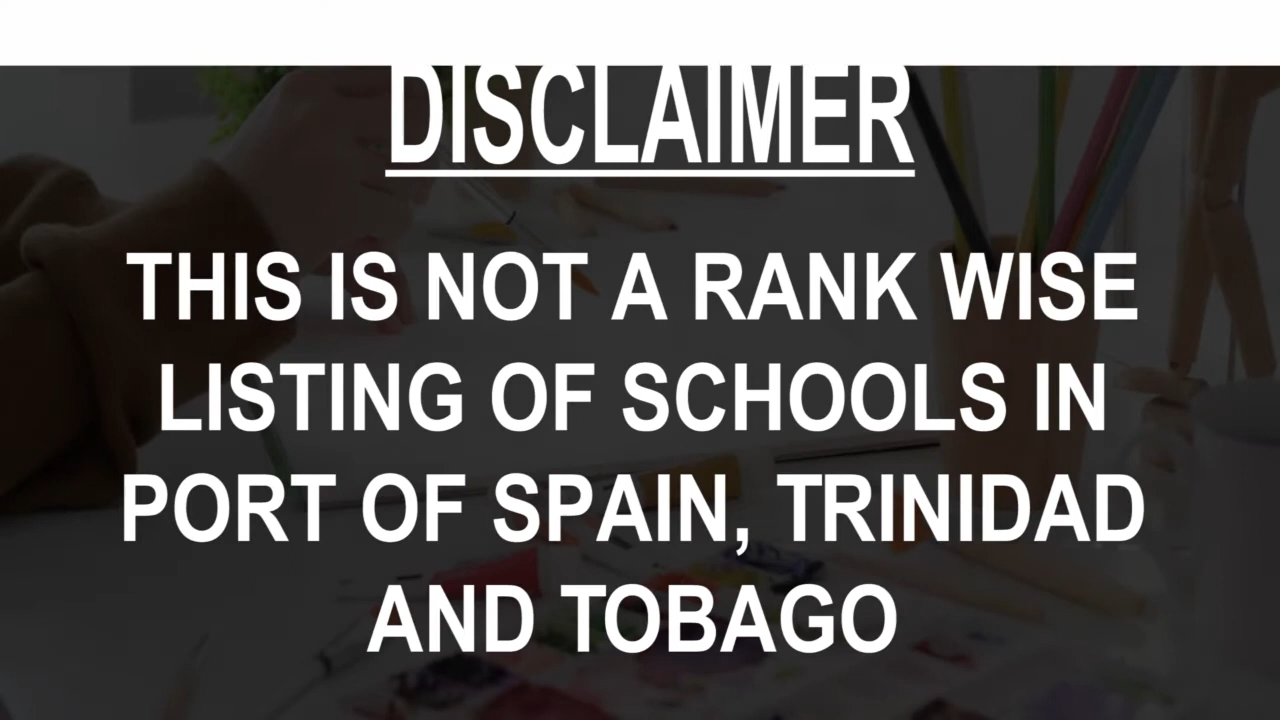 DISCLAIMER
THIS IS NOT A RANK WISE
LISTING OF SCHOOLS IN
PORT OF SPAIN, TRINIDAD
AND TOBAGO